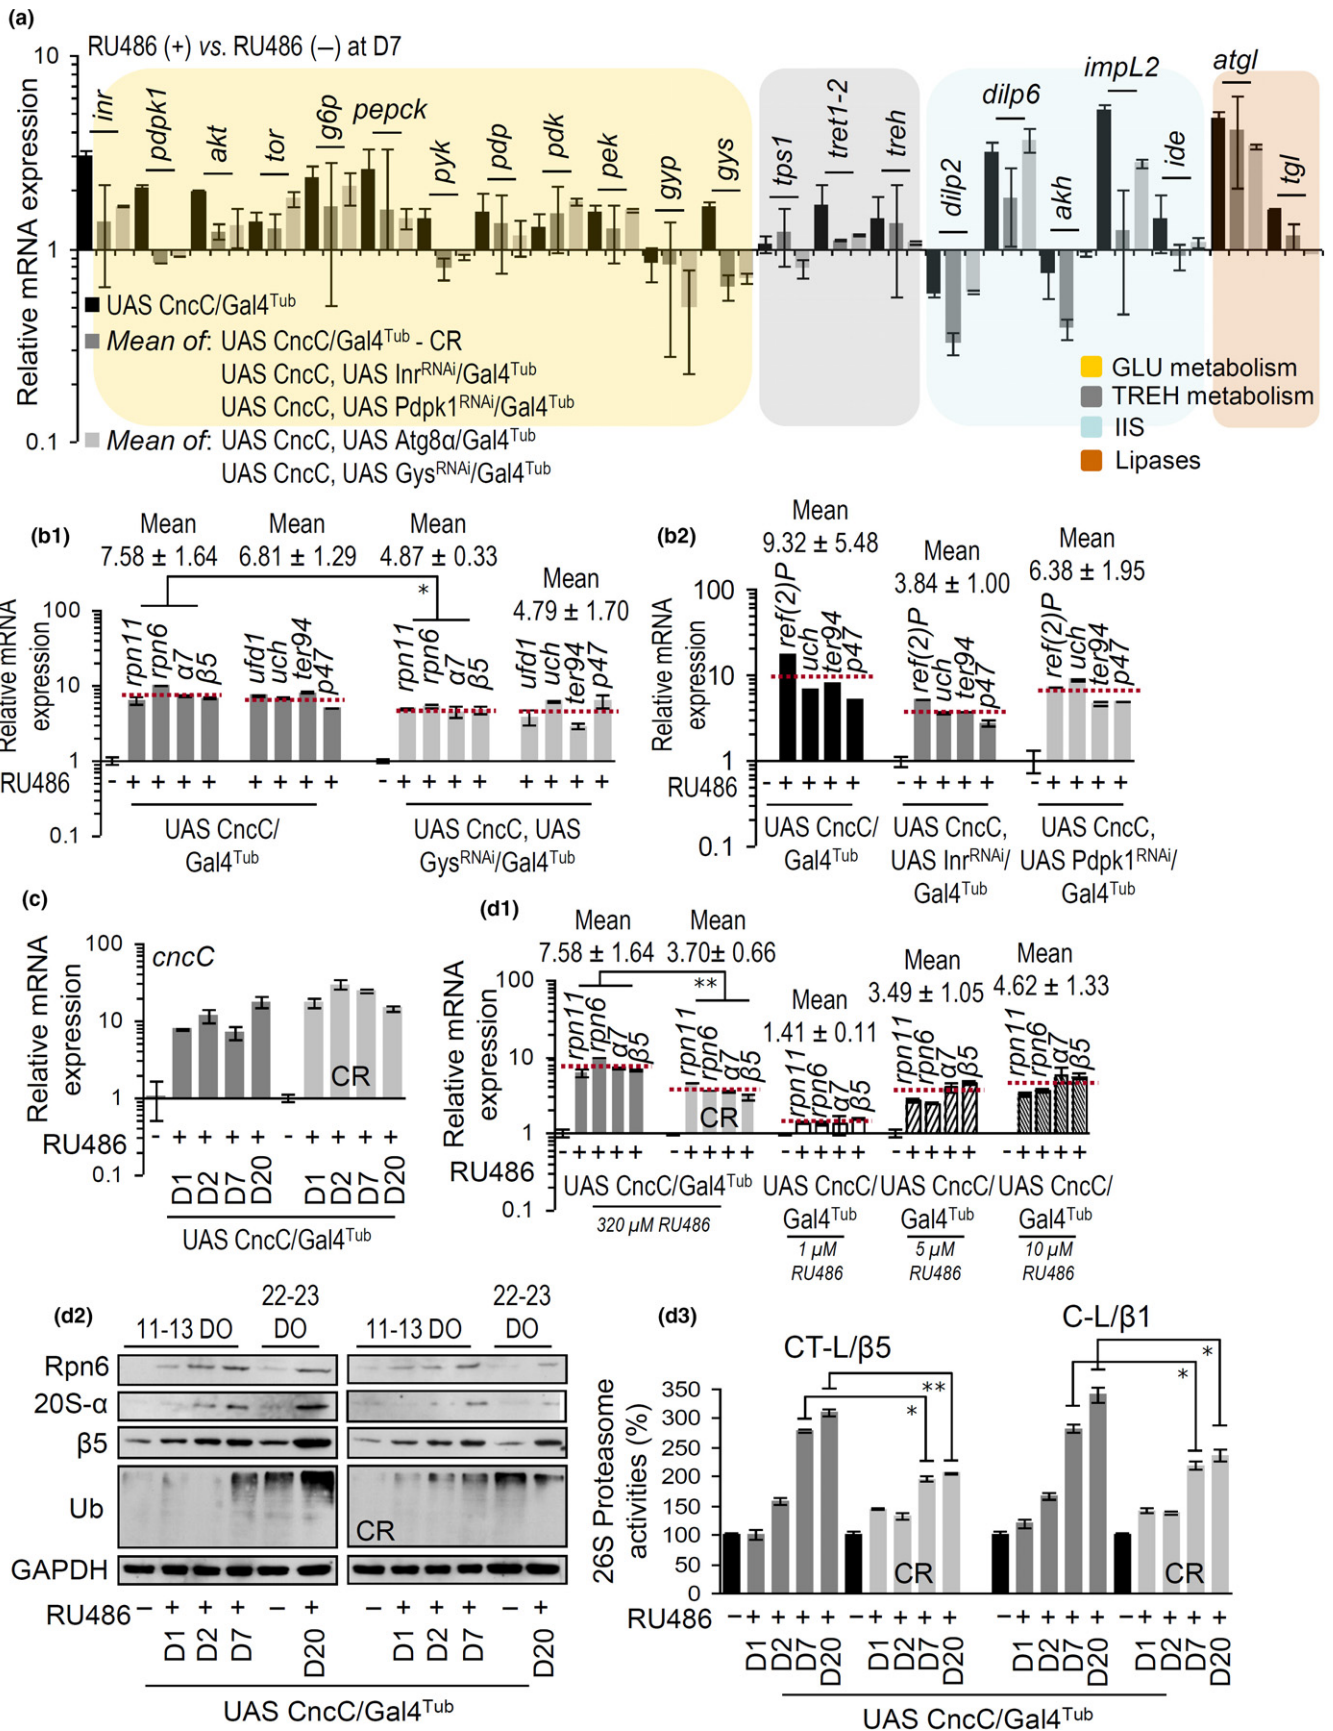 (a)
RU486 (+) vs. RU486 (–) at D7
Relative mRNA expression
10
1
0.1
inr
pdpk1
akt
tor
g6p
pepck
pyk
pdp
pdk
pek
gyp
gys
tps1
tret1-2
treh
dilp2
dilp6
akh
impL2
ide
atgl
tgl
UAS CncC/Gal4Tub
Mean of: UAS CncC/Gal4Tub - CR
UAS CncC, UAS InrRNAi/Gal4Tub
UAS CncC, UAS Pdpk1RNAi/Gal4Tub
Mean of: UAS CncC, UAS Atg8α/Gal4Tub
UAS CncC, UAS GysRNAi/Gal4Tub
GLU metabolism
TREH metabolism
IIS
Lipases
(b1)
Mean
7.58 ± 1.64
Mean
6.81 ± 1.29
Mean
4.87 ± 0.33
Mean
4.79 ± 1.70
*
Relative mRNA
expression
100
10
1
0.1
rpn11
rpn6
α7
β5
ufd1
uch
ter94
p47
rpn11
rpn6
α7
β5
ufd1
uch
ter94
p47
RU486 - + + + + + + + + - + + + + + + + +
UAS CncC/
Gal4Tub
UAS CncC, UAS
GysRNAi/Gal4Tub
(b2)
Mean
9.32 ± 5.48
Mean
3.84 ± 1.00
Mean
6.38 ± 1.95
Relative mRNA
expression
100
10
1
0.1
ref(2)P
uch
ter94
p47
ref(2)P
uch
ter94
p47
ref(2)P
uch
ter94
p47
RU486 - + + + + - + + + + - + + + +
UAS CncC/
Gal4Tub
UAS CncC,
UAS InrRNAi/
Gal4Tub
UAS CncC,
UAS Pdpk1RNAi/
Gal4Tub
(c)
Relative mRNA
expression
100
10
1
0.1
cncC
CR
RU486 - + + + + - + + + +
D1 D2 D7 D20 D1 D2 D7 D20
UAS CncC/Gal4Tub
(d1)
Mean
7.58 ± 1.64
Mean
3.70± 0.66
Mean
1.41 ± 0.11
Mean
3.49 ± 1.05
Mean
4.62 ± 1.33
**
Relative mRNA
expression
100
10
1
0.1
rpn11
rpn6
α7
β5
rpn11
rpn6
α7
β5
rpn11
rpn6
α7
β5
rpn11
rpn6
α7
β5
rpn11
rpn6
α7
β5
CR
RU486
- + + + + - + + + + - + + + + - + + + + - + + + +
UAS CncC/Gal4Tub
320 µM RU486
UAS CncC/
Gal4Tub
1 µM
RU486
UAS CncC/
Gal4Tub
5 µM
RU486
UAS CncC/
Gal4Tub
10 µM
RU486
(d2)
11-13 DO
22-23
DO
11-13 DO
22-23
DO
Rpn6
20S-α
β5
Ub
CR
GAPDH
RU486 – + + + – + – + + + – +
D1 D2 D7 D20 D1 D2 D7 D20
UAS CncC/Gal4Tub
(d3)
CT-L/β5
C-L/β1
**
*
*
*
26S Proteasome
activities (%)
350
300
250
200
150
100
50
0
CR
CR
RU486 – + + + + – + + + + – + + + + – + + + +
D1 D2 D7 D20 D1 D2 D7 D20 D1 D2 D7 D20 D1 D2 D7 D20
UAS CncC/Gal4Tub